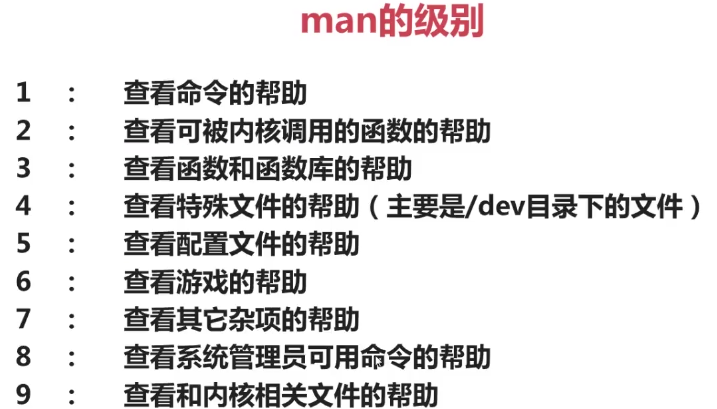 man的级别
1 : 查看命令的帮助
2 : 查看可被内核调用的函数的帮助
3 : 查看函数和函数库的帮助
4 : 查看特殊文件的帮助（主要是/dev目录下的文件）
5 : 查看配置文件的帮助
6 : 查看游戏的帮助
7 : 查看其它杂项的帮助
8 : 查看系统管理员可用命令的帮助
9 : 查看和内核相关文件的帮助